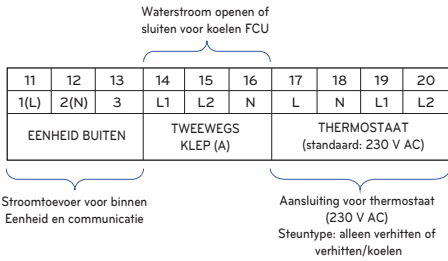 Waterstroom openen of
sluiten voor koelen FCU
11 12 13 14 15 16 17 18 19 20
1(L) 2(N) 3 L1 L2 N L N L1 L2
EENHEID BUITEN
TWEEWEGS
KLEP (A)
THERMOSTAAT
(standaard: 230 V AC)
Stroomtoevoer voor binnen
Eenheid en communicatie
Aansluiting voor thermostaat
(230 V AC)
Steuntype: alleen verhitten of
verhitten/koelen